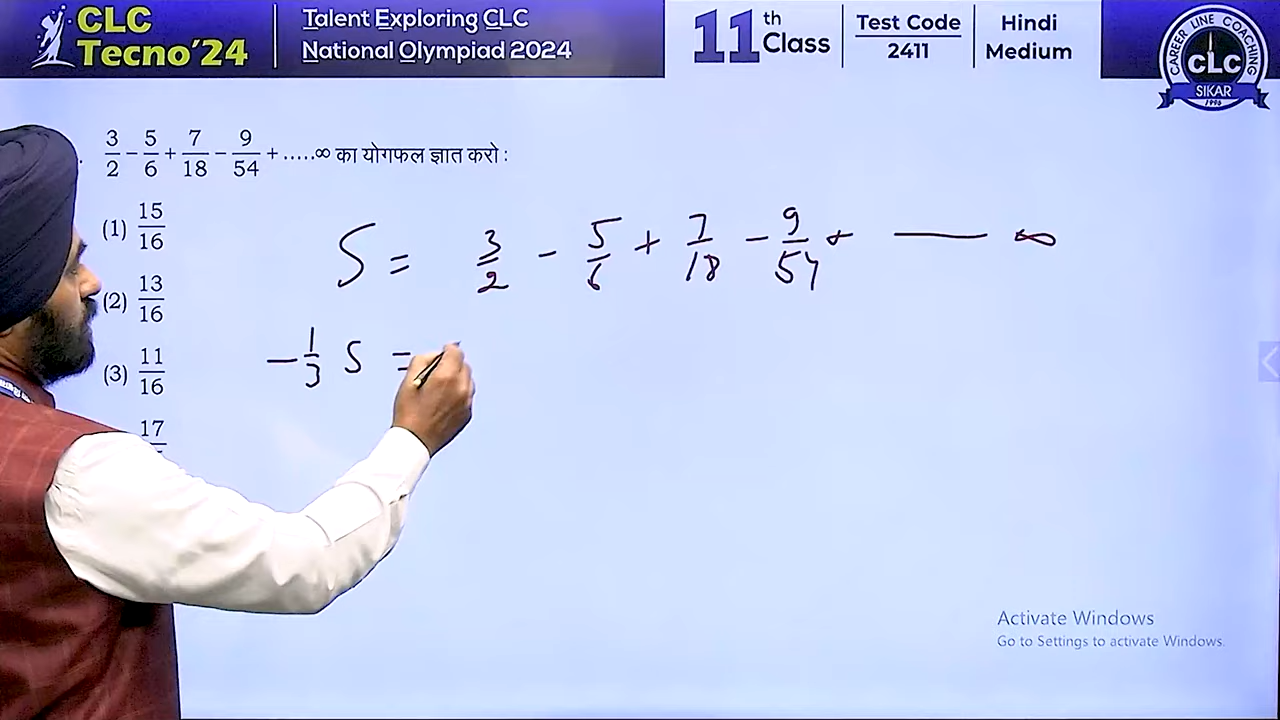 CLC
Tecno'24
Talent Exploring CLC
National Olympiad 2024
11th Class
Test Code
2411
Hindi
Medium
CAREER LINE COACHING
CLC
SIKAR
1996
3/2 - 5/6 + 7/18 - 9/54 + .....∞ का योगफल ज्ञात करो :
(1) 15/16
(2) 13/16
(3) 11/16
17
S = 3/2 - 5/6 + 7/18 - 9/54 + —— ∞
-1/3 S =
Activate Windows
Go to Settings to activate Windows.